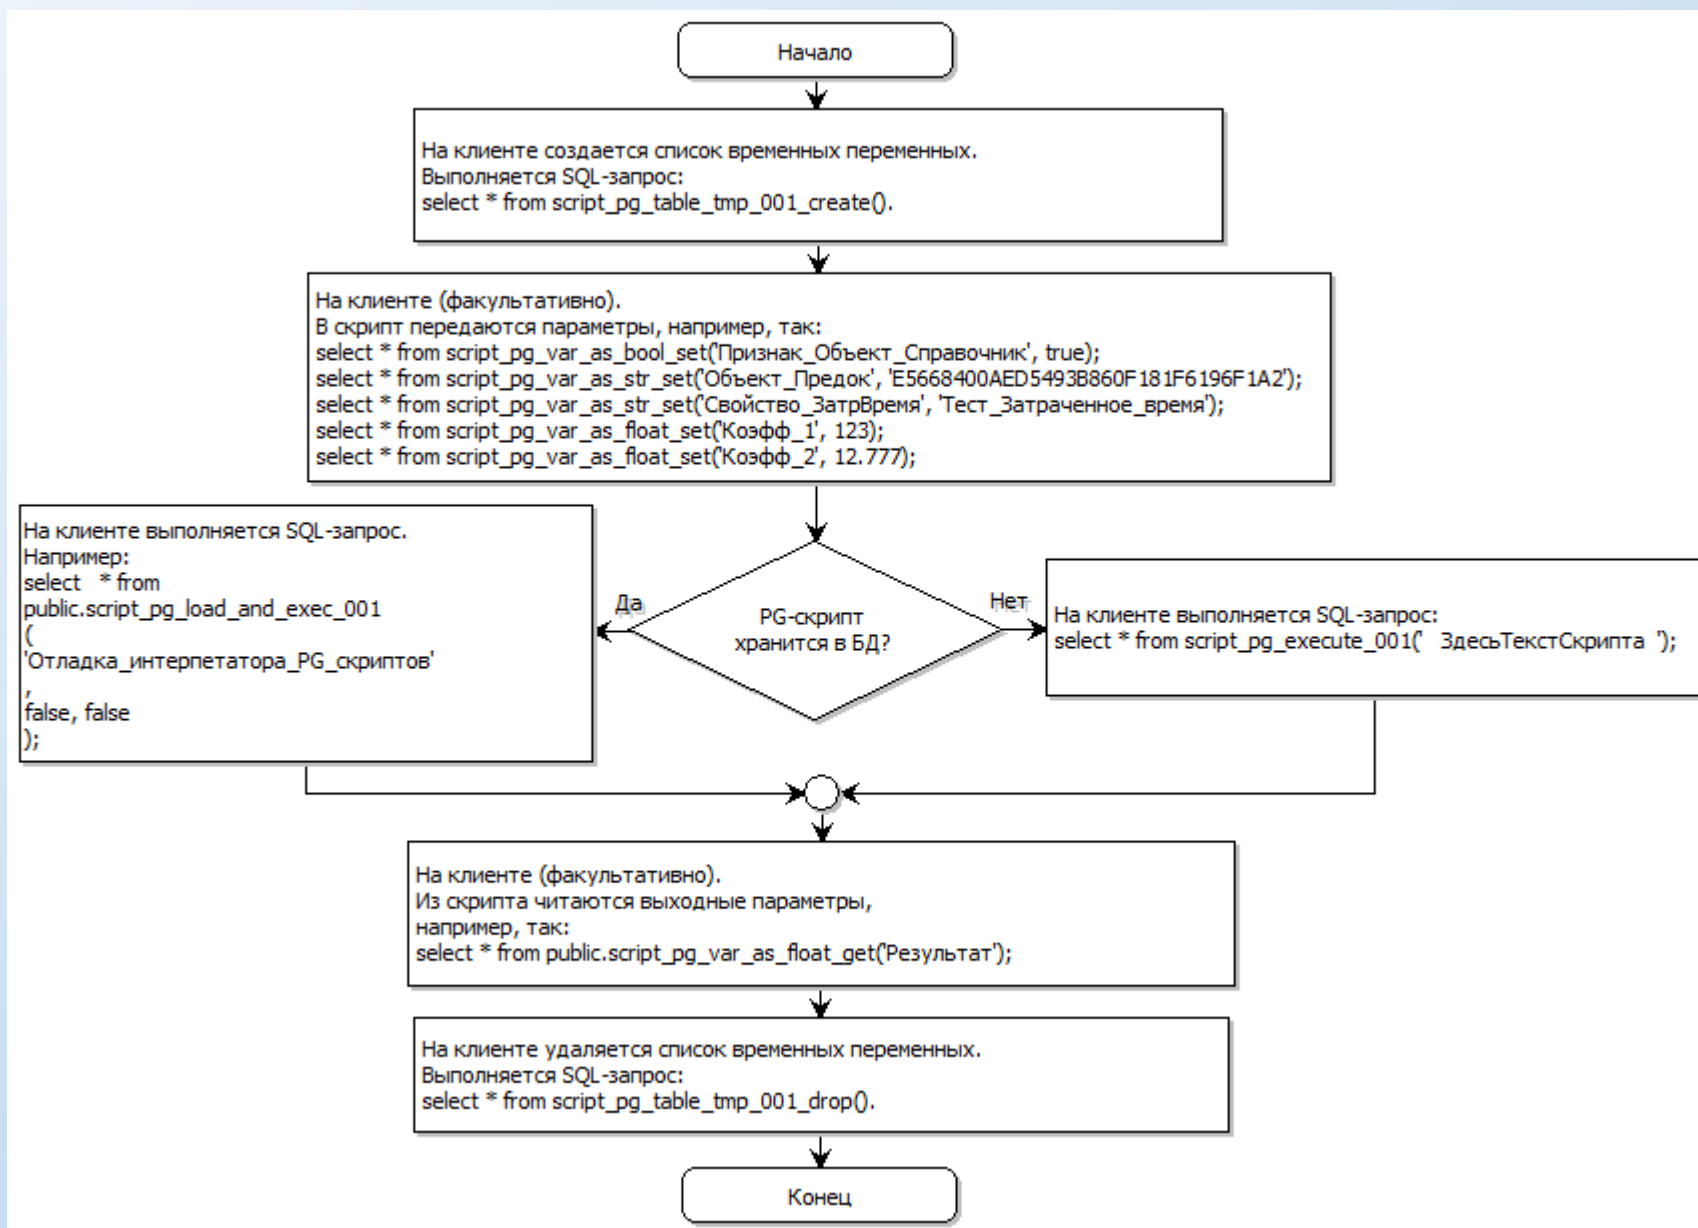 Начало
На клиенте создается список временных переменных.
Выполняется SQL-запрос:
select * from script_pg_table_tmp_001_create().
На клиенте (факультативно).
В скрипт передаются параметры, например, так:
select * from script_pg_var_as_bool_set('Признак_Объект_Справочник', true);
select * from script_pg_var_as_str_set('Объект_Предок', 'E5668400AED5493B860F181F6196F1A2');
select * from script_pg_var_as_str_set('Свойство_ЗатрВремя', 'Тест_Затраченное_время');
select * from script_pg_var_as_float_set('Коэфф_1', 123);
select * from script_pg_var_as_float_set('Коэфф_2', 12.777);
На клиенте выполняется SQL-запрос.
Например:
select * from
public.script_pg_load_and_exec_001
(
'Отладка_интерпетатора_PG_скриптов'
,
false, false
);
Да
PG-скрипт
хранится в БД?
Нет
На клиенте выполняется SQL-запрос:
select * from script_pg_execute_001(' ЗдесьТекстСкрипта ');
На клиенте (факультативно).
Из скрипта читаются выходные параметры,
например, так:
select * from public.script_pg_var_as_float_get('Результат');
На клиенте удаляется список временных переменных.
Выполняется SQL-запрос:
select * from script_pg_table_tmp_001_drop().
Конец